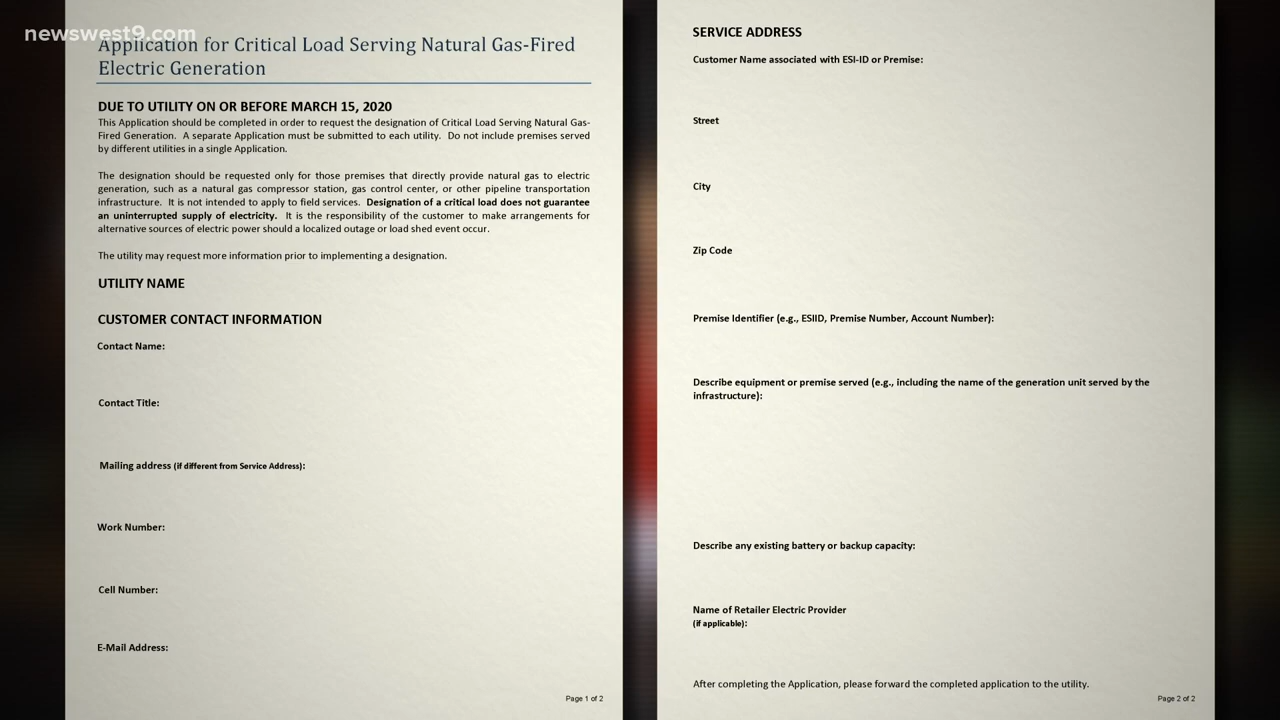 newswest9.com
Application for Critical Load Serving Natural Gas-Fired
Electric Generation
DUE TO UTILITY ON OR BEFORE MARCH 15, 2020
This Application should be completed in order to request the designation of Critical Load Serving Natural Gas-
Fired Generation. A separate Application must be submitted to each utility. Do not include premises served
by different utilities in a single Application.
The designation should be requested only for those premises that directly provide natural gas to electric
generation, such as a natural gas compressor station, gas control center, or other pipeline transportation
infrastructure. It is not intended to apply to field services. Designation of a critical load does not guarantee
an uninterrupted supply of electricity. It is the responsibility of the customer to make arrangements for
alternative sources of electric power should a localized outage or load shed event occur.
The utility may request more information prior to implementing a designation.
UTILITY NAME
CUSTOMER CONTACT INFORMATION
Contact Name:
Contact Title:
Mailing address (if different from Service Address):
Work Number:
Cell Number:
E-Mail Address:
Page 1 of 2
SERVICE ADDRESS
Customer Name associated with ESI-ID or Premise:
Street
City
Zip Code
Premise Identifier (e.g., ESIID, Premise Number, Account Number):
Describe equipment or premise served (e.g., including the name of the generation unit served by the
infrastructure):
Describe any existing battery or backup capacity:
Name of Retailer Electric Provider
(if applicable):
After completing the Application, please forward the completed application to the utility.
Page 2 of 2